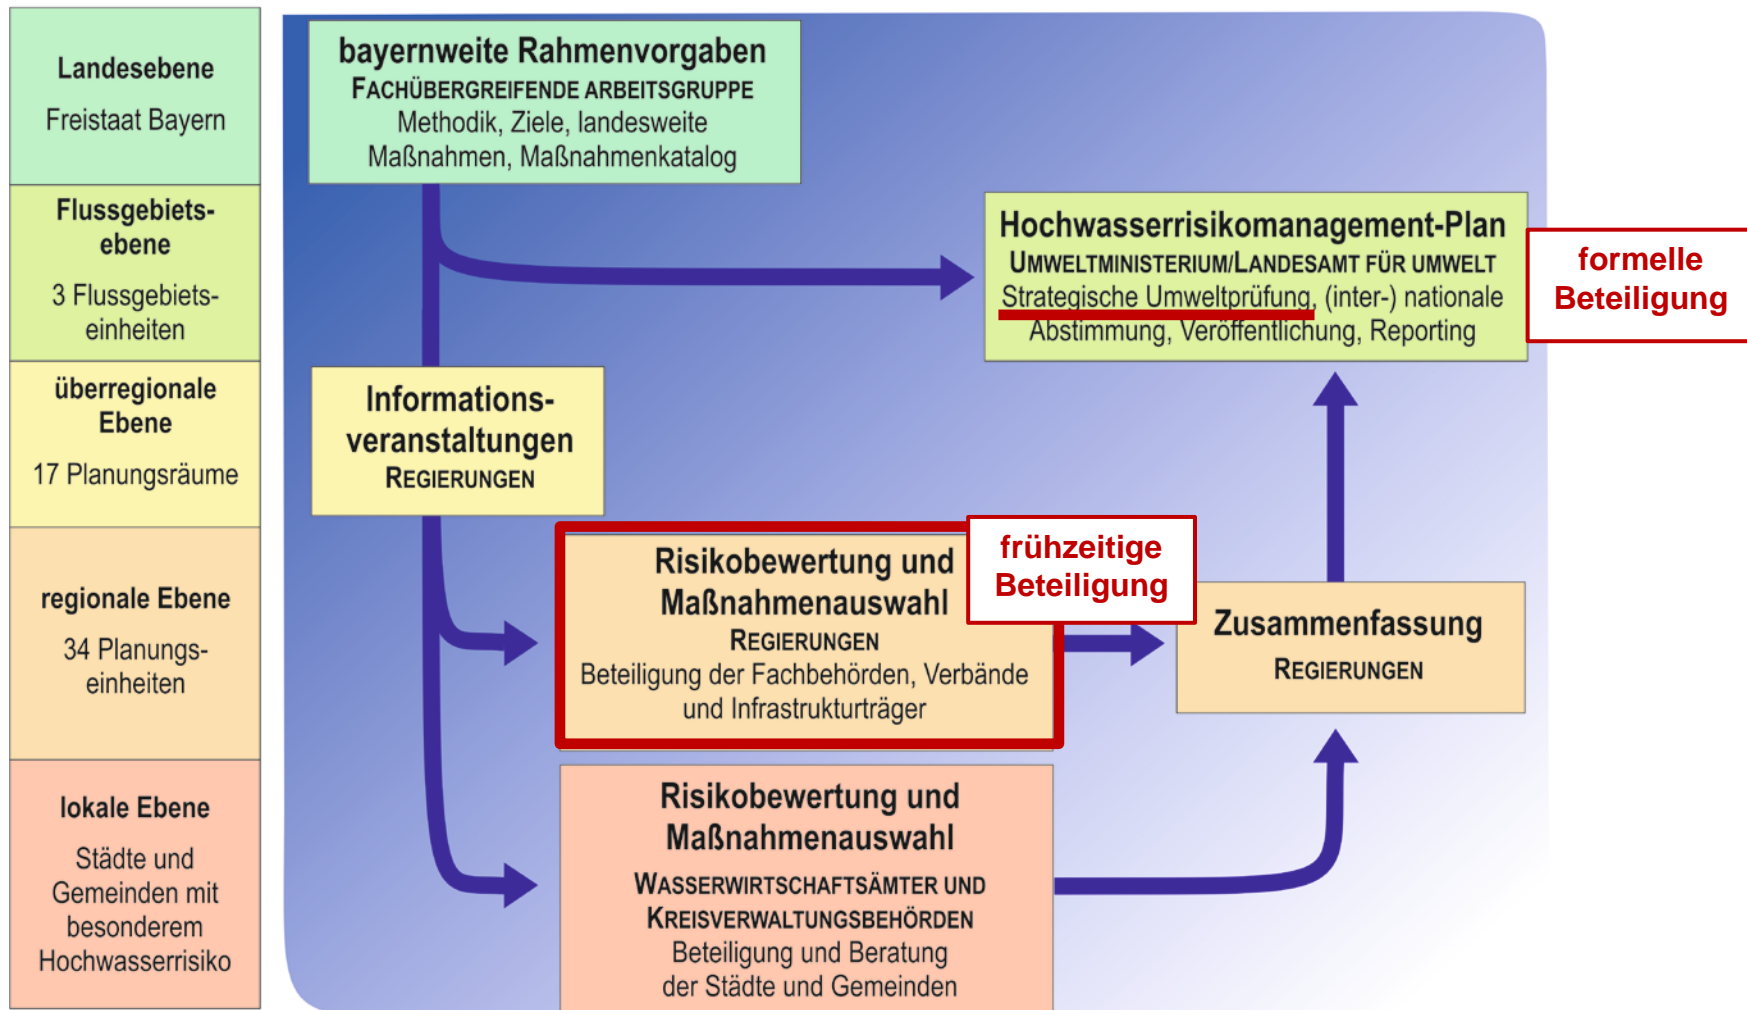 Landesebene
Freistaat Bayern
Flussgebiets-
ebene
3 Flussgebiets-
einheiten
überregionale
Ebene
17 Planungsräume
regionale Ebene
34 Planungs-
einheiten
lokale Ebene
Städte und
Gemeinden mit
besonderem
Hochwasserrisiko
bayernweite Rahmenvorgaben
FACHÜBERGREIFENDE ARBEITSGRUPPE
Methodik, Ziele, landesweite
Maßnahmen, Maßnahmenkatalog
Hochwasserrisikomanagement-Plan
UMWELTMINISTERIUM/LANDESAMT FÜR UMWELT
Strategische Umweltprüfung, (inter-) nationale
Abstimmung, Veröffentlichung, Reporting
formelle
Beteiligung
Informations-
veranstaltungen
REGIERUNGEN
Risikobewertung und
Maßnahmenauswahl
REGIERUNGEN
Beteiligung der Fachbehörden, Verbände
und Infrastrukturträger
frühzeitige
Beteiligung
Zusammenfassung
REGIERUNGEN
Risikobewertung und
Maßnahmenauswahl
WASSERWIRTSCHAFTSÄMTER UND
KREISVERWALTUNGSBEHÖRDEN
Beteiligung und Beratung
der Städte und Gemeinden